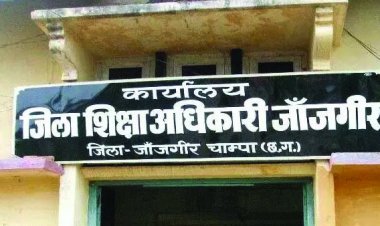 कार्यालय
जिला शिक्षा अधिकारी जाँजगीर
जिला- जाँजगीर चाम्पा (छ.ग.)